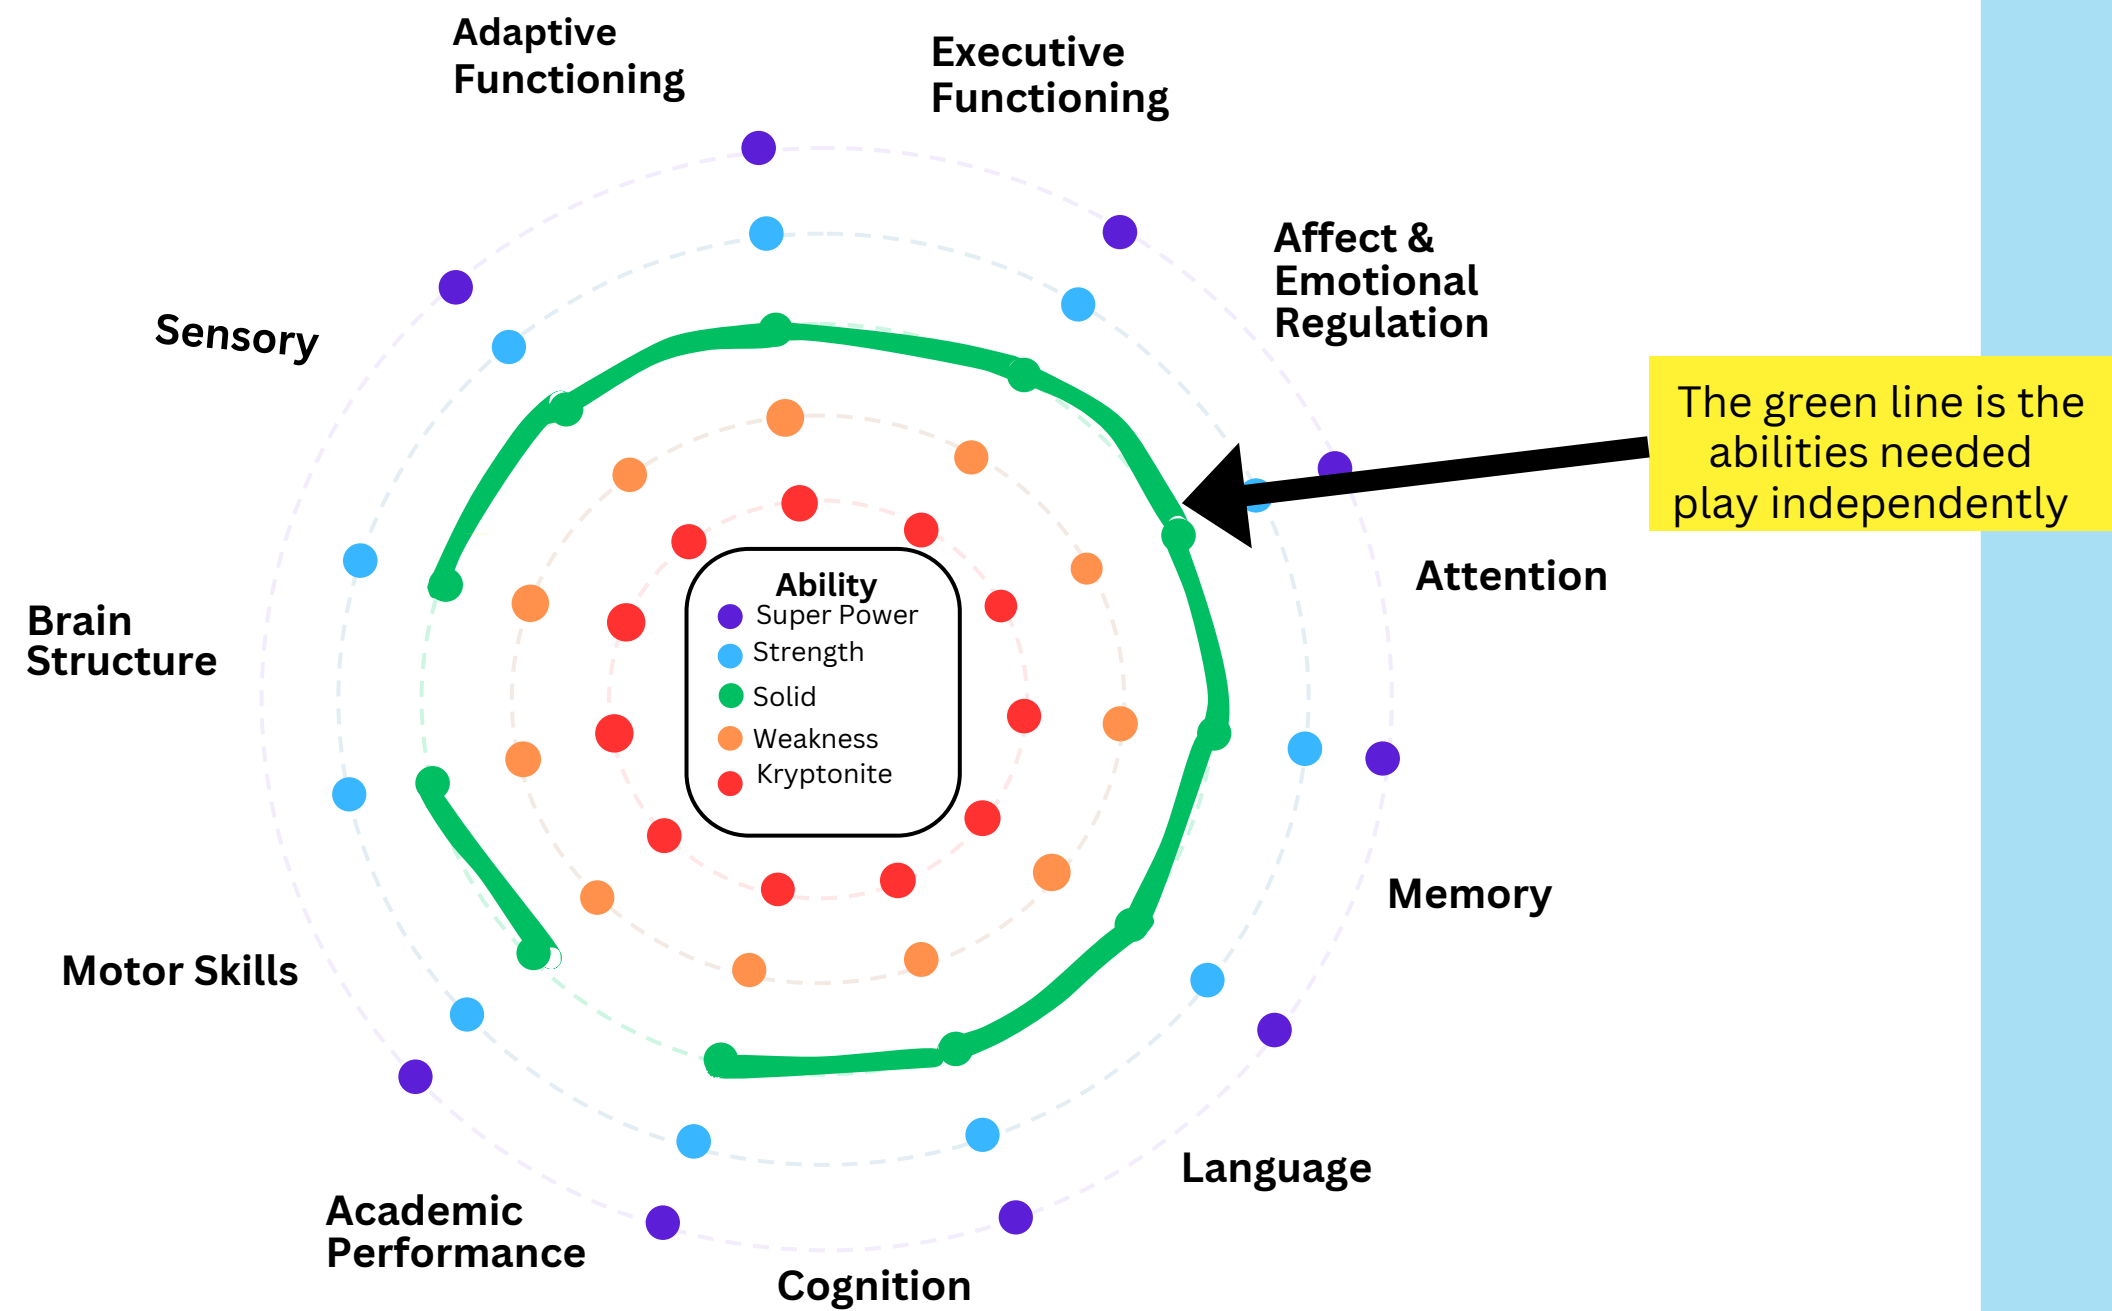 Adaptive
Functioning
Executive
Functioning
Affect &
Emotional
Regulation
Sensory
The green line is the
abilities needed
play independently
Attention
Brain
Structure
Ability
Super Power
Strength
Solid
Weakness
Kryptonite
Memory
Motor Skills
Language
Academic
Performance
Cognition